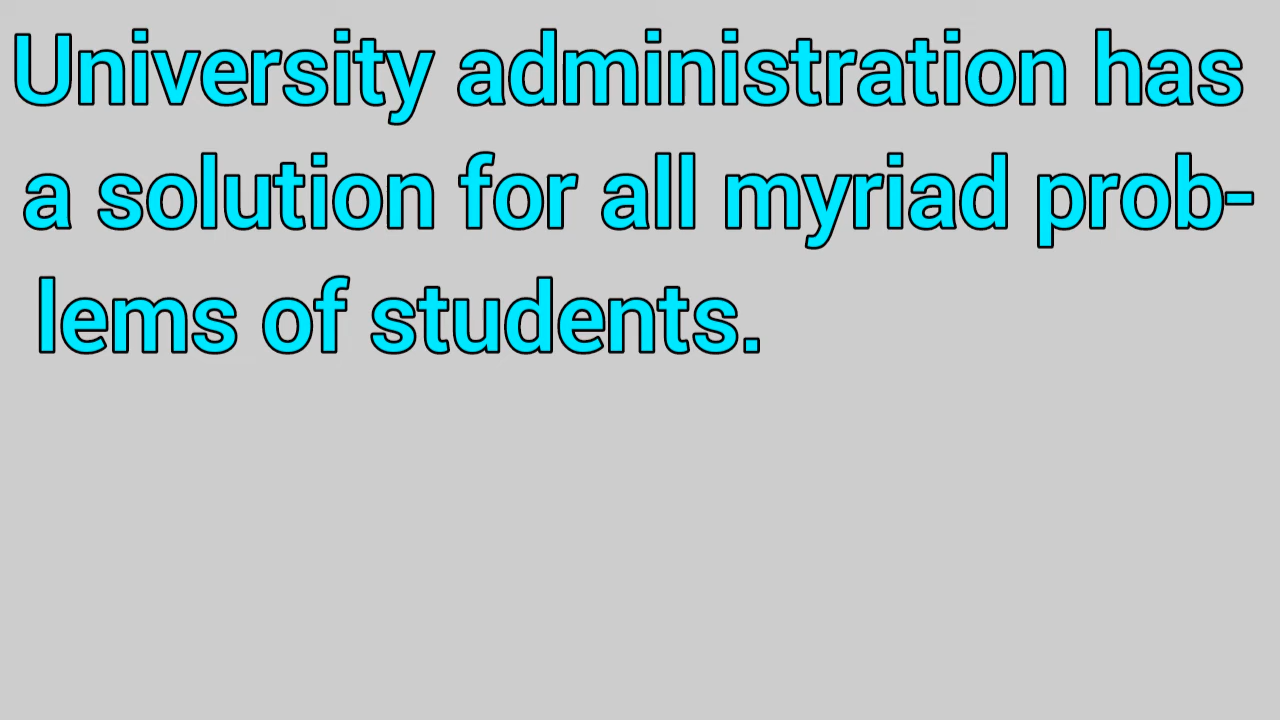 University administration has
a solution for all myriad prob-
lems of students.